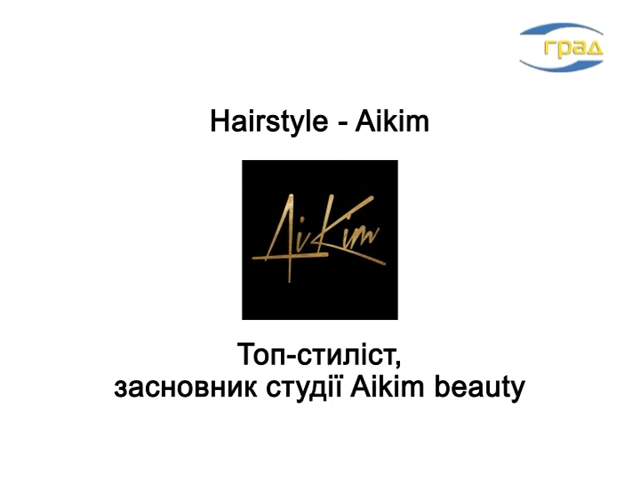 град
Hairstyle - Aikim
AiKim
Топ-стиліст,
засновник студії Aikim beauty